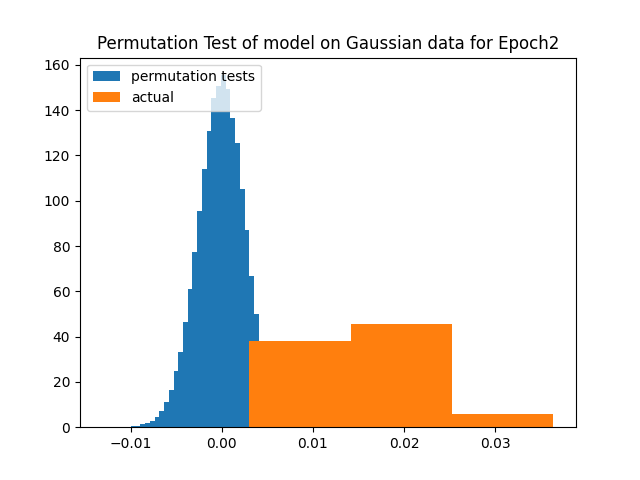 Permutation Test of model on Gaussian data for Epoch2
permutation tests
actual
160
140
120
100
80
60
40
20
0
−0.01 0.00 0.01 0.02 0.03